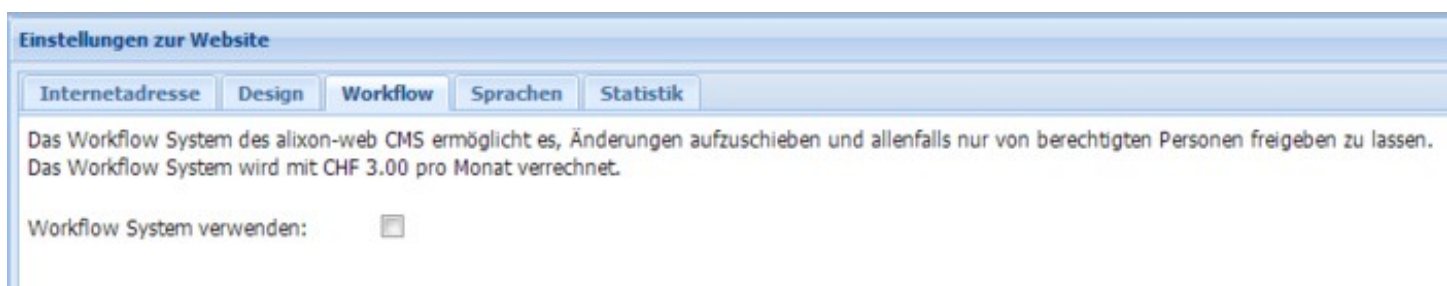 Einstellungen zur Website
Internetadresse Design Workflow Sprachen Statistik
Das Workflow System des alixon-web CMS ermöglicht es, Änderungen aufzuschieben und allenfalls nur von berechtigten Personen freigeben zu lassen.
Das Workflow System wird mit CHF 3.00 pro Monat verrechnet.
Workflow System verwenden: